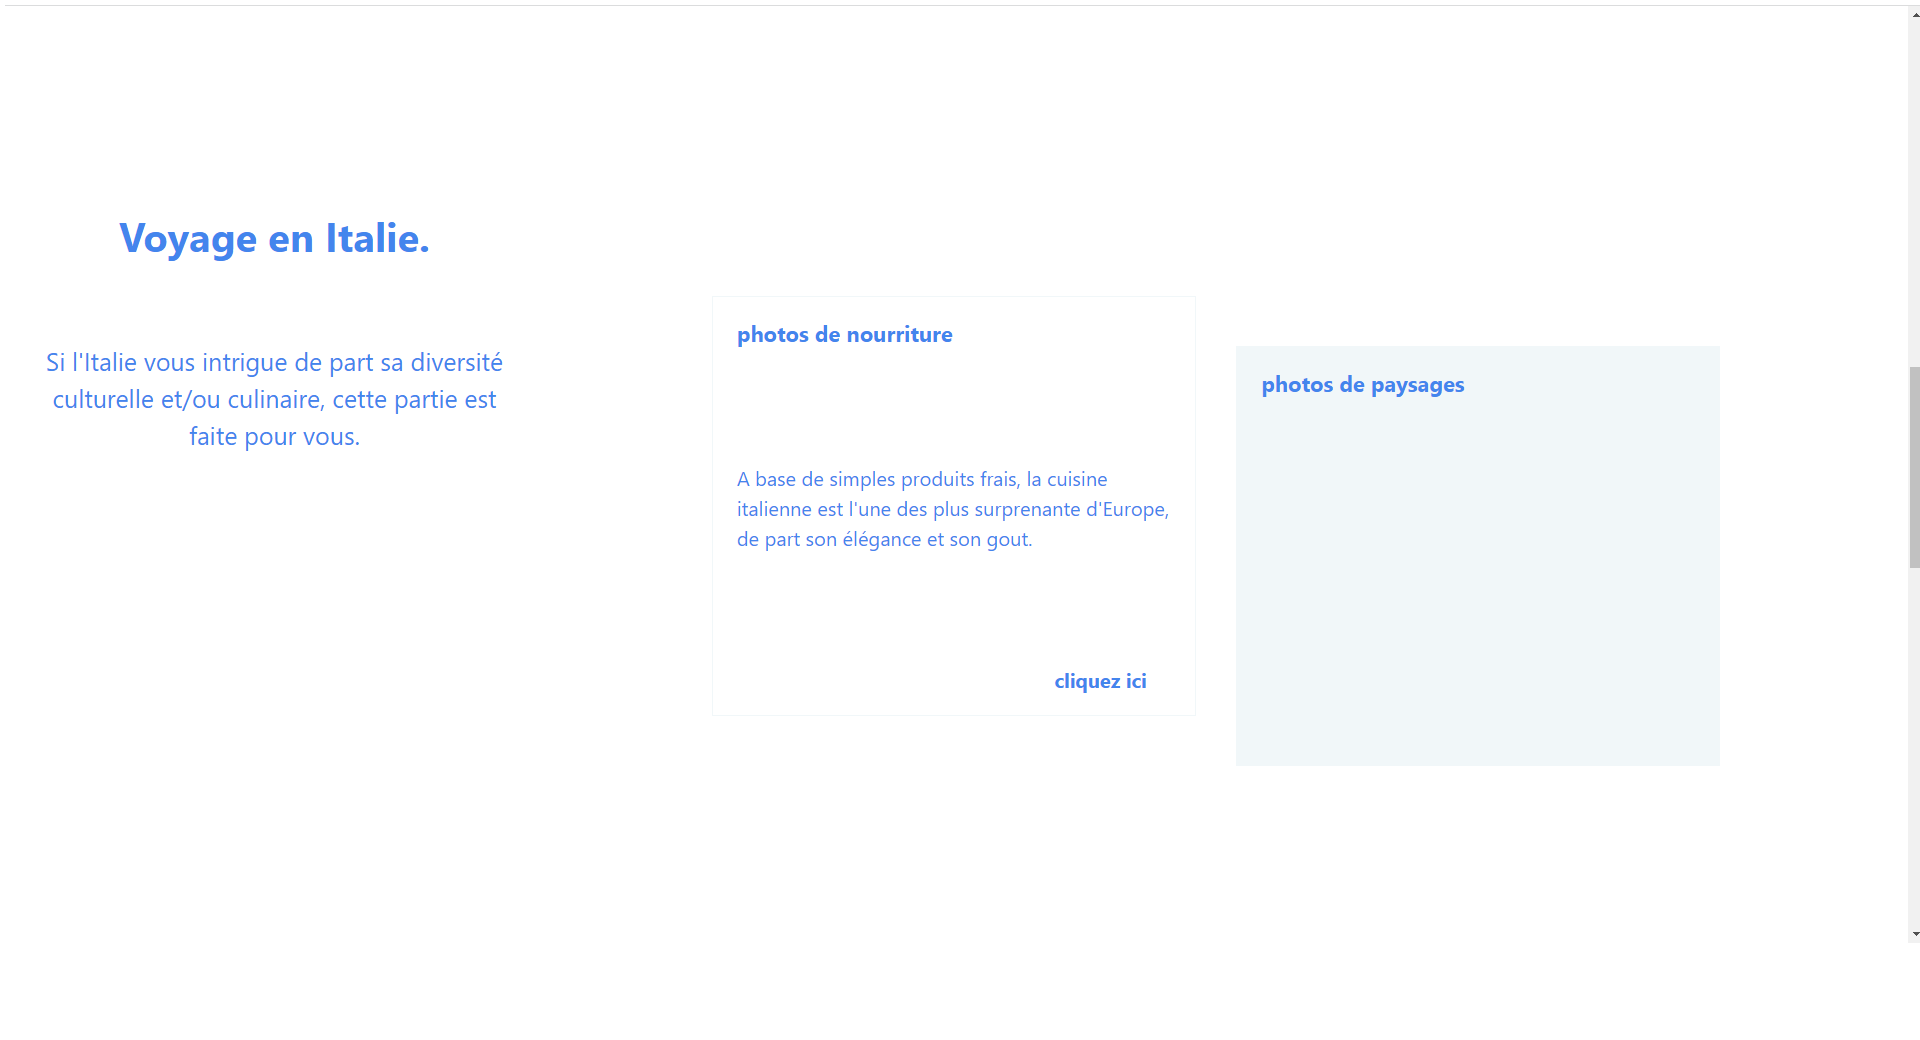 Voyage en Italie.
Si l'Italie vous intrigue de part sa diversité
culturelle et/ou culinaire, cette partie est
faite pour vous.
photos de nourriture
A base de simples produits frais, la cuisine
italienne est l'une des plus surprenante d'Europe,
de part son élégance et son gout.
cliquez ici
photos de paysages